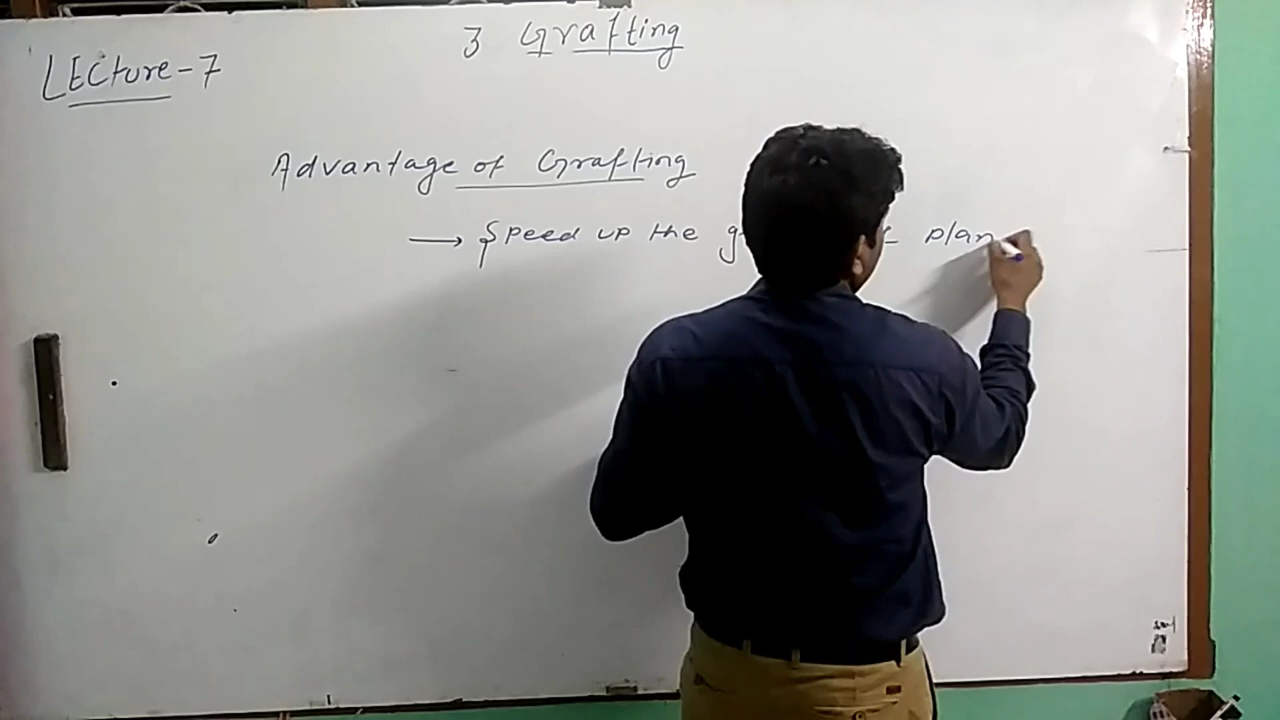 3 Grafting
LECture-7
Advantage of Grafting
→ Speed up the plan